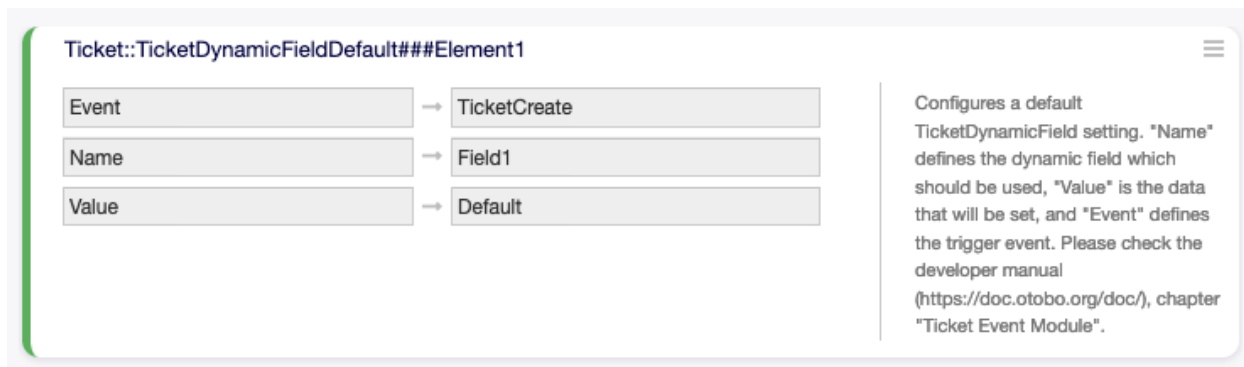 Ticket::TicketDynamicFieldDefault###Element1
Event → TicketCreate
Name → Field1
Value → Default
Configures a default
TicketDynamicField setting. "Name"
defines the dynamic field which
should be used, "Value" is the data
that will be set, and "Event" defines
the trigger event. Please check the
developer manual
(https://doc.otobo.org/doc/), chapter
"Ticket Event Module".